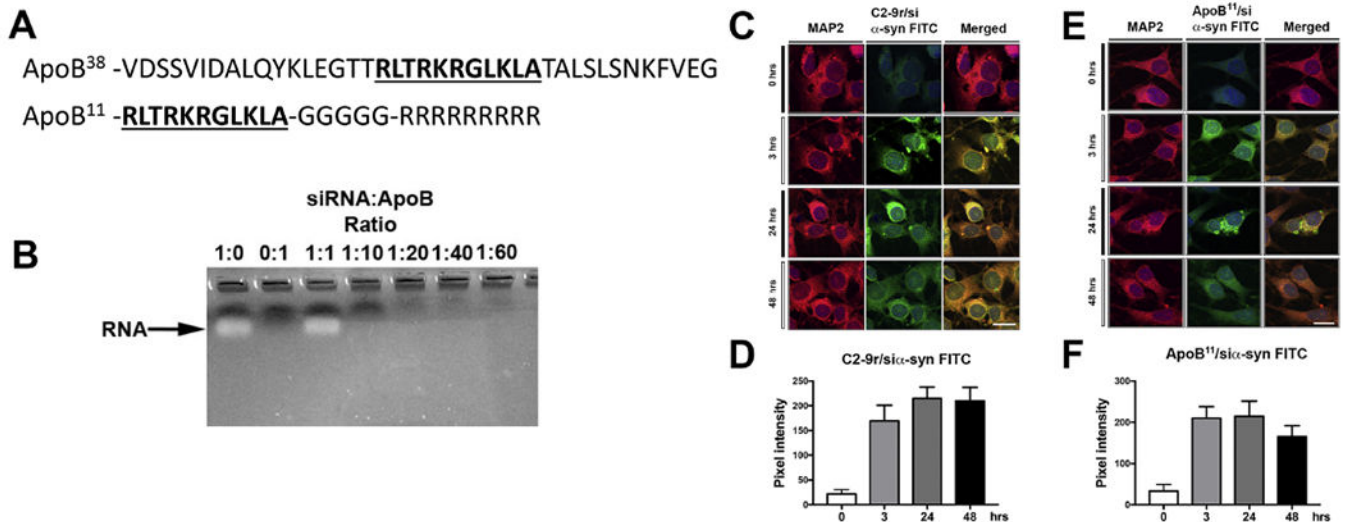 A
ApoB³⁸ -VDSSVIDALQYKLEGTTRLTRKRGLKLATALSLSNKFVEG
ApoB¹¹ -RLTRKRGLKLA-GGGGG-RRRRRRRRR
B
siRNA:ApoB
Ratio
1:0 0:1 1:1 1:10 1:20 1:40 1:60
RNA
C
C2-9r/si
MAP2 α-syn FITC Merged
0 hrs
3 hrs
24 hrs
48 hrs
D
C2-9r/siα-syn FITC
Pixel intensity
250
200
150
100
50
0
0 3 24 48 hrs
E
ApoB¹¹/si
MAP2 α-syn FITC Merged
0 hrs
3 hrs
24 hrs
48 hrs
F
ApoB¹¹/siα-syn FITC
Pixel intensity
300
200
100
0
0 3 24 48 hrs